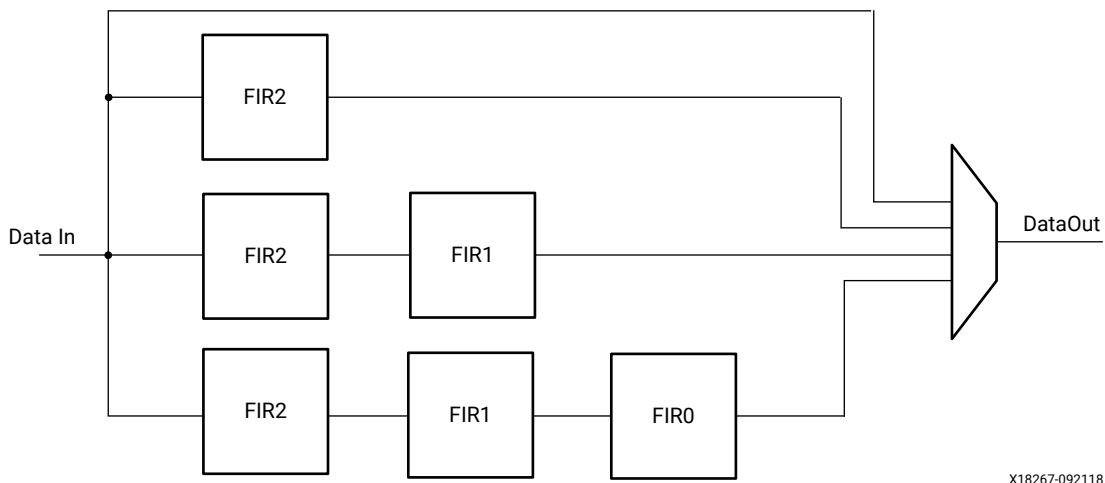 FIR2
Data In
FIR2
FIR1
DataOut
FIR2
FIR1
FIR0
X18267-092118